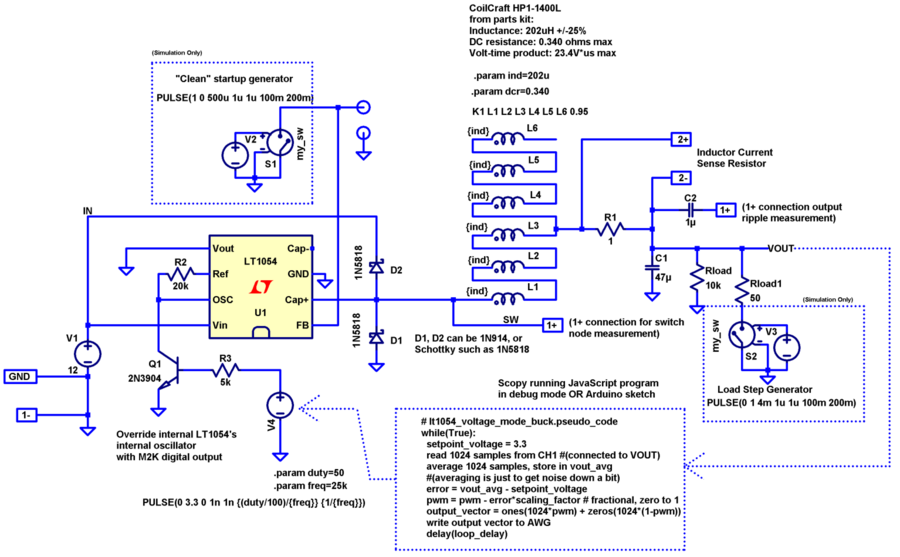 CoilCraft HP1-1400L
from parts kit:
Inductance: 202uH +/-25%
DC resistance: 0.340 ohms max
Volt-time product: 23.4V*us max
.param ind=202u
.param dcr=0.340
K1 L1 L2 L3 L4 L5 L6 0.95
(Simulation Only)
"Clean" startup generator
PULSE(1 0 500u 1u 1u 100m 200m)
V2
S1
my_sw
{ind}
L6
{ind}
L5
{ind}
L4
{ind}
L3
{ind}
L2
{ind}
L1
2+
Inductor Current
Sense Resistor
2-
R1
1
C2
1µ
1+
(1+ connection output
ripple measurement)
IN
Vout
LT1054
Cap-
Ref
GND
OSC
Cap+
Vin
U1
FB
R2
20k
1N5818
D2
1N5818
D1
SW
1+
(1+ connection for switch
node measurement)
D1, D2 can be 1N914, or
Schottky such as 1N5818
C1
47µ
Rload
10k
VOUT
Rload1
50
(Simulation Only)
my_sw
S2
V3
Load Step Generator
PULSE(0 1 4m 1u 1u 100m 200m)
V1
12
GND
1-
Q1
2N3904
R3
5k
V4
Override internal LT1054's
internal oscillator
with M2K digital output
.param duty=50
.param freq=25k
PULSE(0 3.3 0 1n 1n {(duty/100)/{freq}} {1/{freq}})
Scopy running JavaScript program
in debug mode OR Arduino sketch
# lt1054_voltage_mode_buck.pseudo_code
while(True):
setpoint_voltage = 3.3
read 1024 samples from CH1 #(connected to VOUT)
average 1024 samples, store in vout_avg
#(averaging is just to get noise down a bit)
error = vout_avg - setpoint_voltage
pwm = pwm - error*scaling_factor # fractional, zero to 1
output_vector = ones(1024*pwm) + zeros(1024*(1-pwm))
write output vector to AWG
delay(loop_delay)